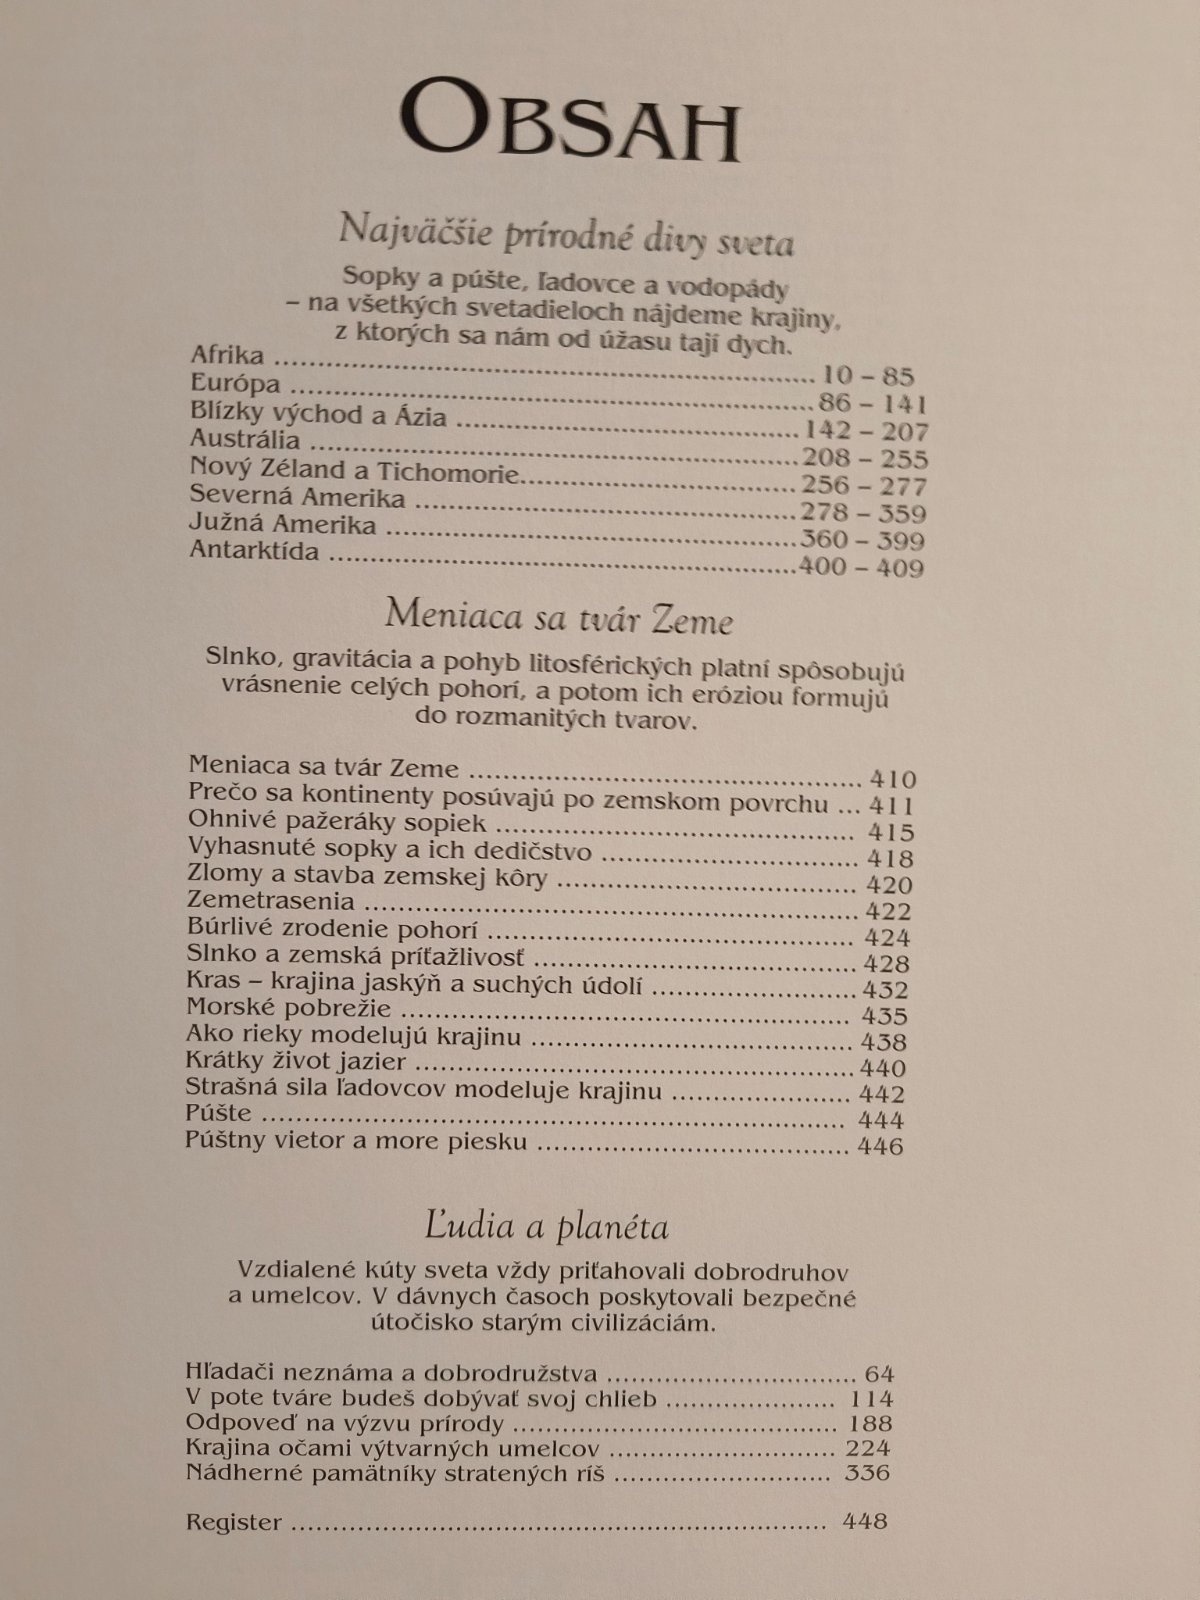 OBSAH
Najväčšie prírodné divy sveta
Sopky a púšte, ľadovce a vodopády
– na všetkých svetadieloch nájdeme krajiny,
z ktorých sa nám od úžasu tají dych.
Afrika ............................................................... 10 – 85
Európa ............................................................. 86 – 141
Blízky východ a Ázia ........................................ 142 – 207
Austrália .......................................................... 208 – 255
Nový Zéland a Tichomorie................................ 256 – 277
Severná Amerika ............................................. 278 – 359
Južná Amerika ................................................. 360 – 399
Antarktída ........................................................ 400 – 409
Meniaca sa tvár Zeme
Slnko, gravitácia a pohyb litosférických platní spôsobujú
vrásnenie celých pohorí, a potom ich eróziou formujú
do rozmanitých tvarov.
Meniaca sa tvár Zeme ............................................... 410
Prečo sa kontinenty posúvajú po zemskom povrchu ... 411
Ohnivé pažeráky sopiek ........................................... 415
Vyhasnuté sopky a ich dedičstvo ............................... 418
Zlomy a stavba zemskej kôry .................................... 420
Zemetrasenia ........................................................... 422
Búrlivé zrodenie pohorí ............................................ 424
Slnko a zemská príťažlivosť ....................................... 428
Kras – krajina jaskýň a suchých údolí ......................... 432
Morské pobrežie ...................................................... 435
Ako rieky modelujú krajinu ....................................... 438
Krátky život jazier ..................................................... 440
Strašná sila ľadovcov modeluje krajinu ...................... 442
Púšte ...................................................................... 444
Púštny vietor a more piesku ...................................... 446
Ľudia a planéta
Vzdialené kúty sveta vždy priťahovali dobrodruhov
a umelcov. V dávnych časoch poskytovali bezpečné
útočisko starým civilizáciám.
Hľadači neznáma a dobrodružstva .............................. 64
V pote tváre budeš dobývať svoj chlieb ..................... 114
Odpoveď na výzvu prírody ....................................... 188
Krajina očami výtvarných umelcov ........................... 224
Nádherné pamätníky stratených ríš .......................... 336
Register ................................................................. 448